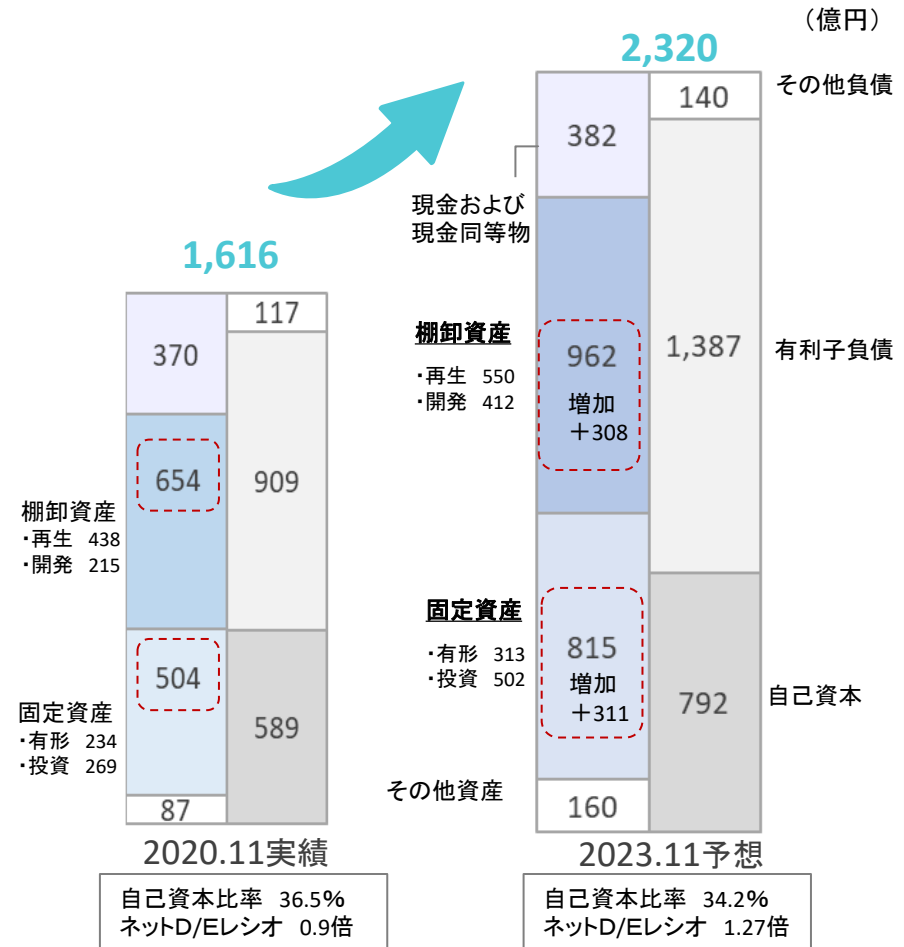 （億円）
2,320
その他負債
140
382
現金および
現金同等物
1,616
117
370
棚卸資産
・再生 550
・開発 412
962
増加
＋308
1,387
有利子負債
654
909
棚卸資産
・再生 438
・開発 215
固定資産
・有形 313
・投資 502
815
増加
＋311
792
自己資本
504
589
固定資産
・有形 234
・投資 269
その他資産
160
87
2020.11実績
2023.11予想
自己資本比率 36.5%
ネットD/Eレシオ 0.9倍
自己資本比率 34.2%
ネットD/Eレシオ 1.27倍